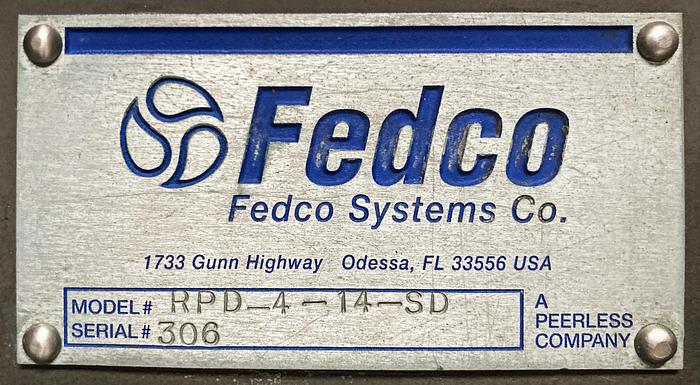 Fedco
Fedco Systems Co.
1733 Gunn Highway Odessa, FL 33556 USA
MODEL# RPD-4-14-SD
SERIAL# 306
A
PEERLESS
COMPANY